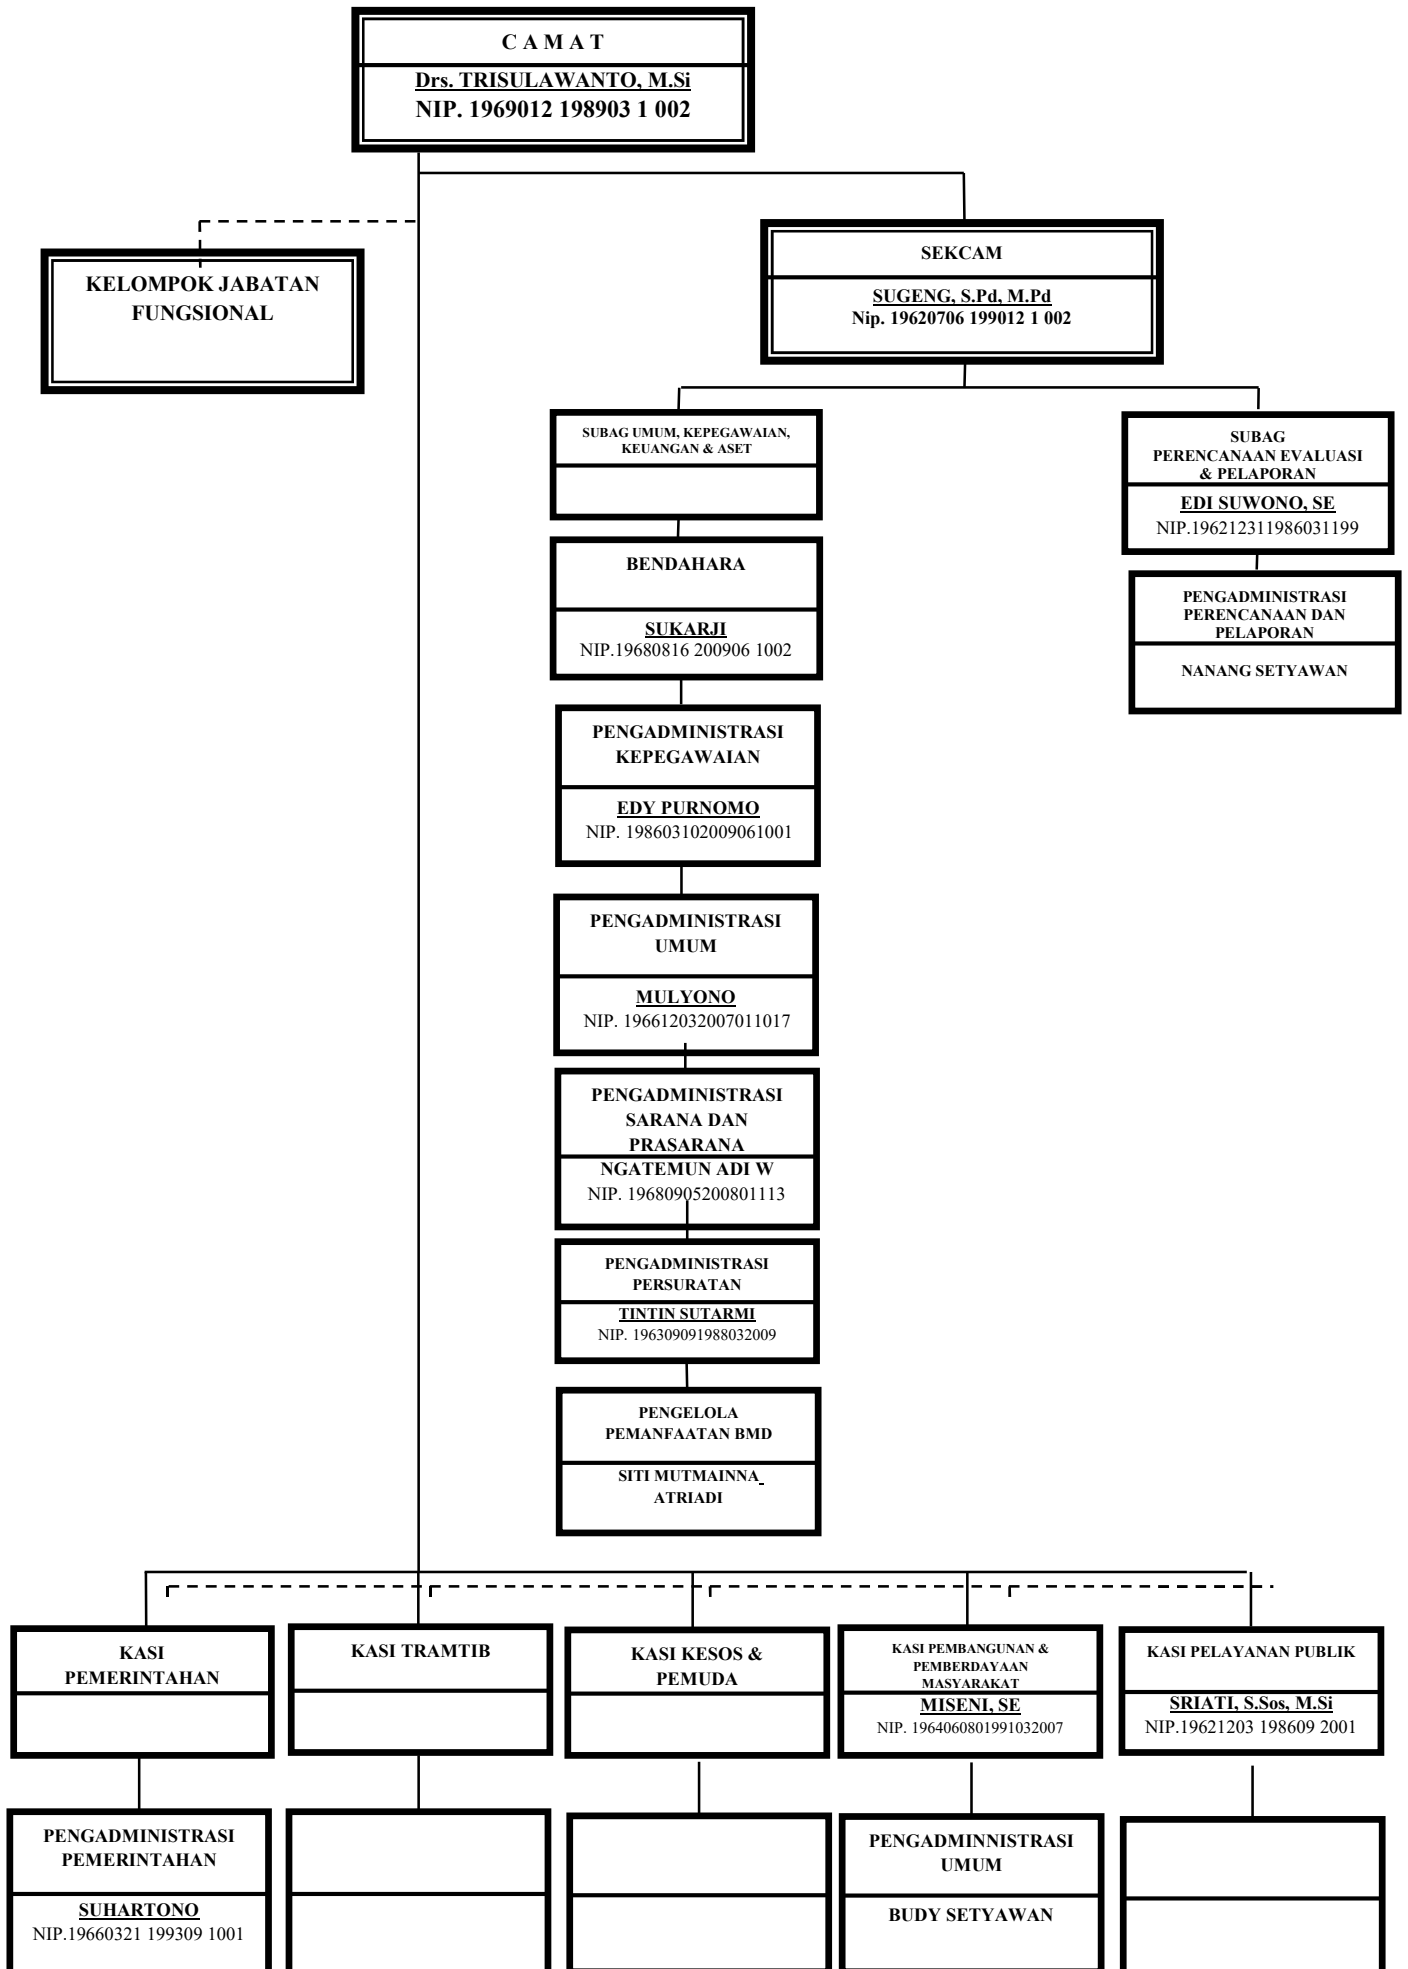 C A M A T
Drs. TRISULAWANTO, M.Si
NIP. 1969012 198903 1 002
KELOMPOK JABATAN
FUNGSIONAL
SEKCAM
SUGENG, S.Pd, M.Pd
Nip. 19620706 199012 1 002
SUBAG UMUM, KEPEGAWAIAN,
KEUANGAN & ASET
SUBAG
PERENCANAAN EVALUASI
& PELAPORAN
EDI SUWONO, SE
NIP.196212311986031199
BENDAHARA
SUKARJI
NIP.19680816 200906 1002
PENGADMINISTRASI
PERENCANAAN DAN
PELAPORAN
NANANG SETYAWAN
PENGADMINISTRASI
KEPEGAWAIAN
EDY PURNOMO
NIP. 198603102009061001
PENGADMINISTRASI
UMUM
MULYONO
NIP. 196612032007011017
PENGADMINISTRASI
SARANA DAN
PRASARANA
NGATEMUN ADI W
NIP. 19680905200801113
PENGADMINISTRASI
PERSURATAN
TINTIN SUTARMI
NIP. 196309091988032009
PENGELOLA
PEMANFAATAN BMD
SITI MUTMAINNA
ATRIADI
KASI
PEMERINTAHAN
KASI TRAMTIB
KASI KESOS &
PEMUDA
KASI PEMBANGUNAN &
PEMBERDAYAAN
MASYARAKAT
MISENI, SE
NIP. 1964060801991032007
KASI PELAYANAN PUBLIK
SRIATI, S.Sos, M.Si
NIP.19621203 198609 2001
PENGADMINISTRASI
PEMERINTAHAN
SUHARTONO
NIP.19660321 199309 1001
PENGADMINNISTRASI
UMUM
BUDY SETYAWAN